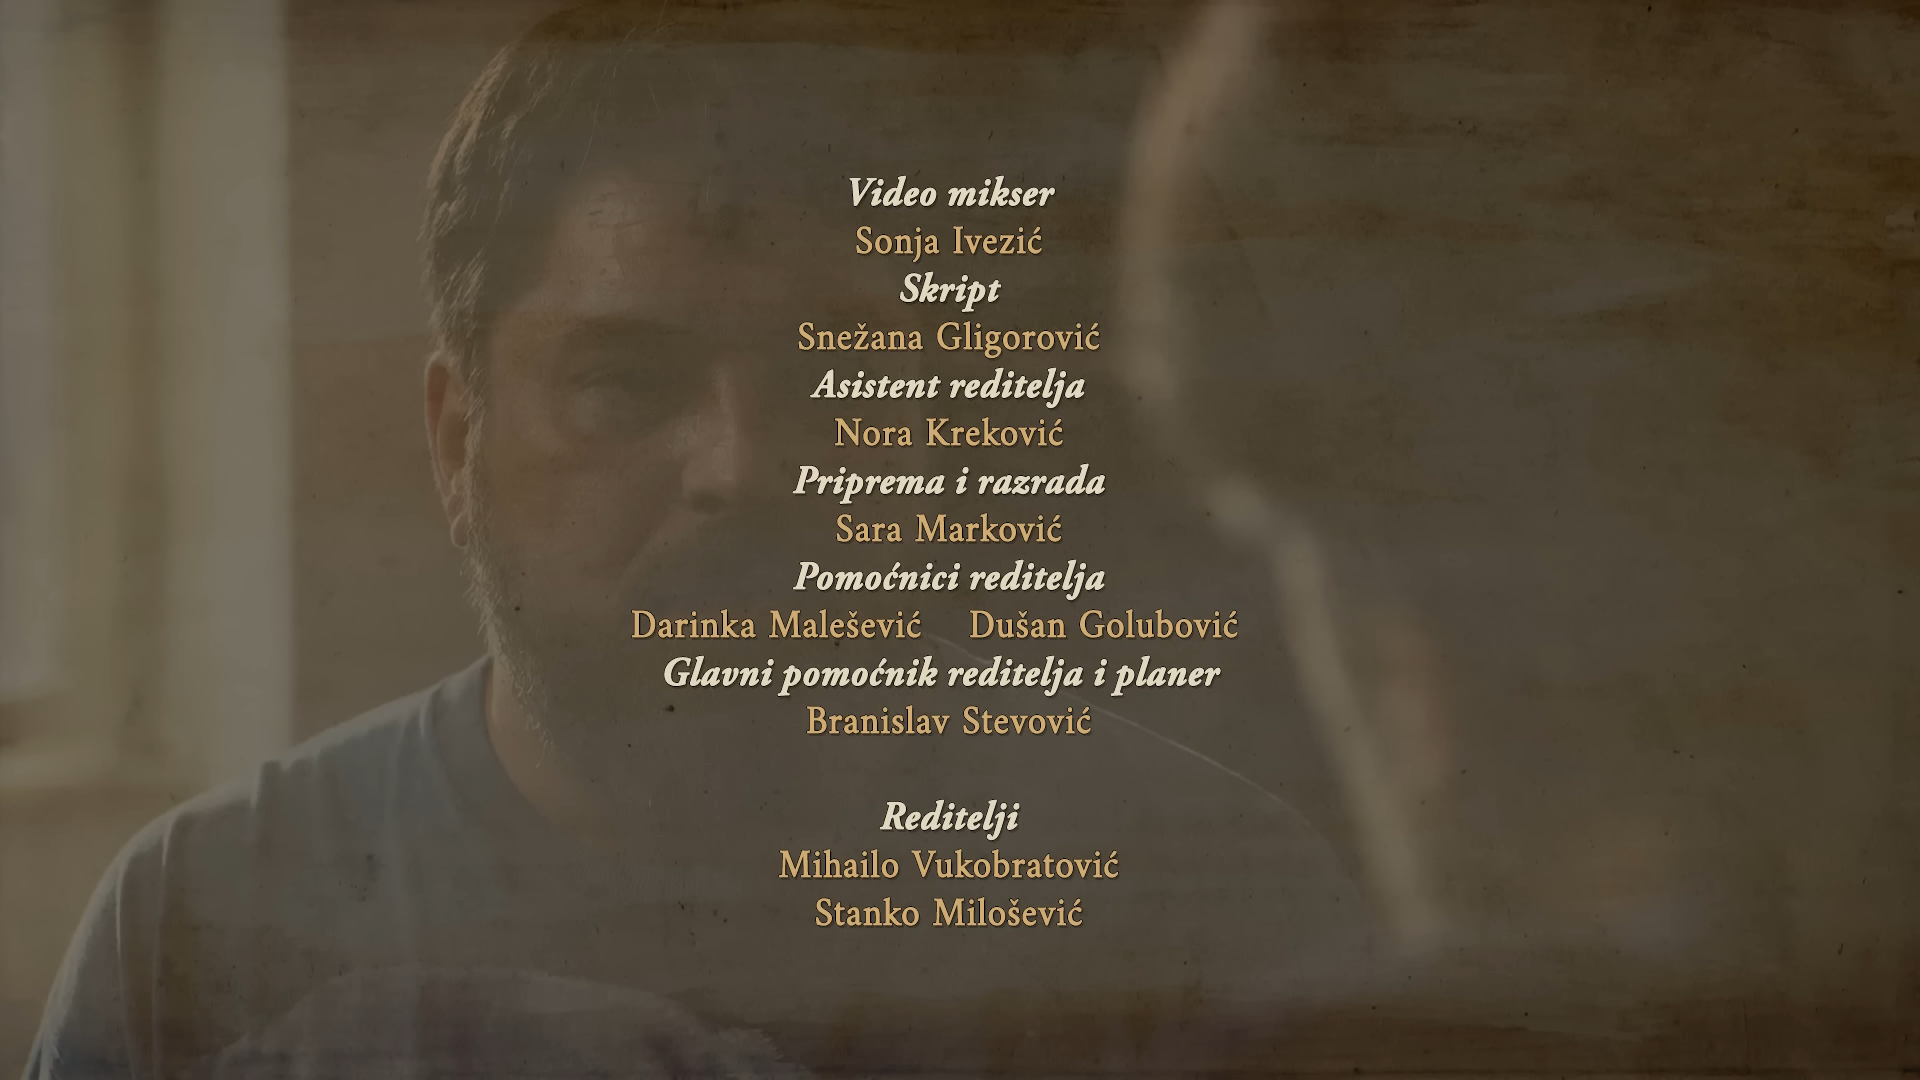 Video mikser
Sonja Ivezić
Skript
Snežana Gligorović
Asistent reditelja
Nora Kreković
Priprema i razrada
Sara Marković
Pomoćnici reditelja
Darinka Malešević Dušan Golubović
Glavni pomoćnik reditelja i planer
Branislav Stevović
Reditelji
Mihailo Vukobratović
Stanko Milošević